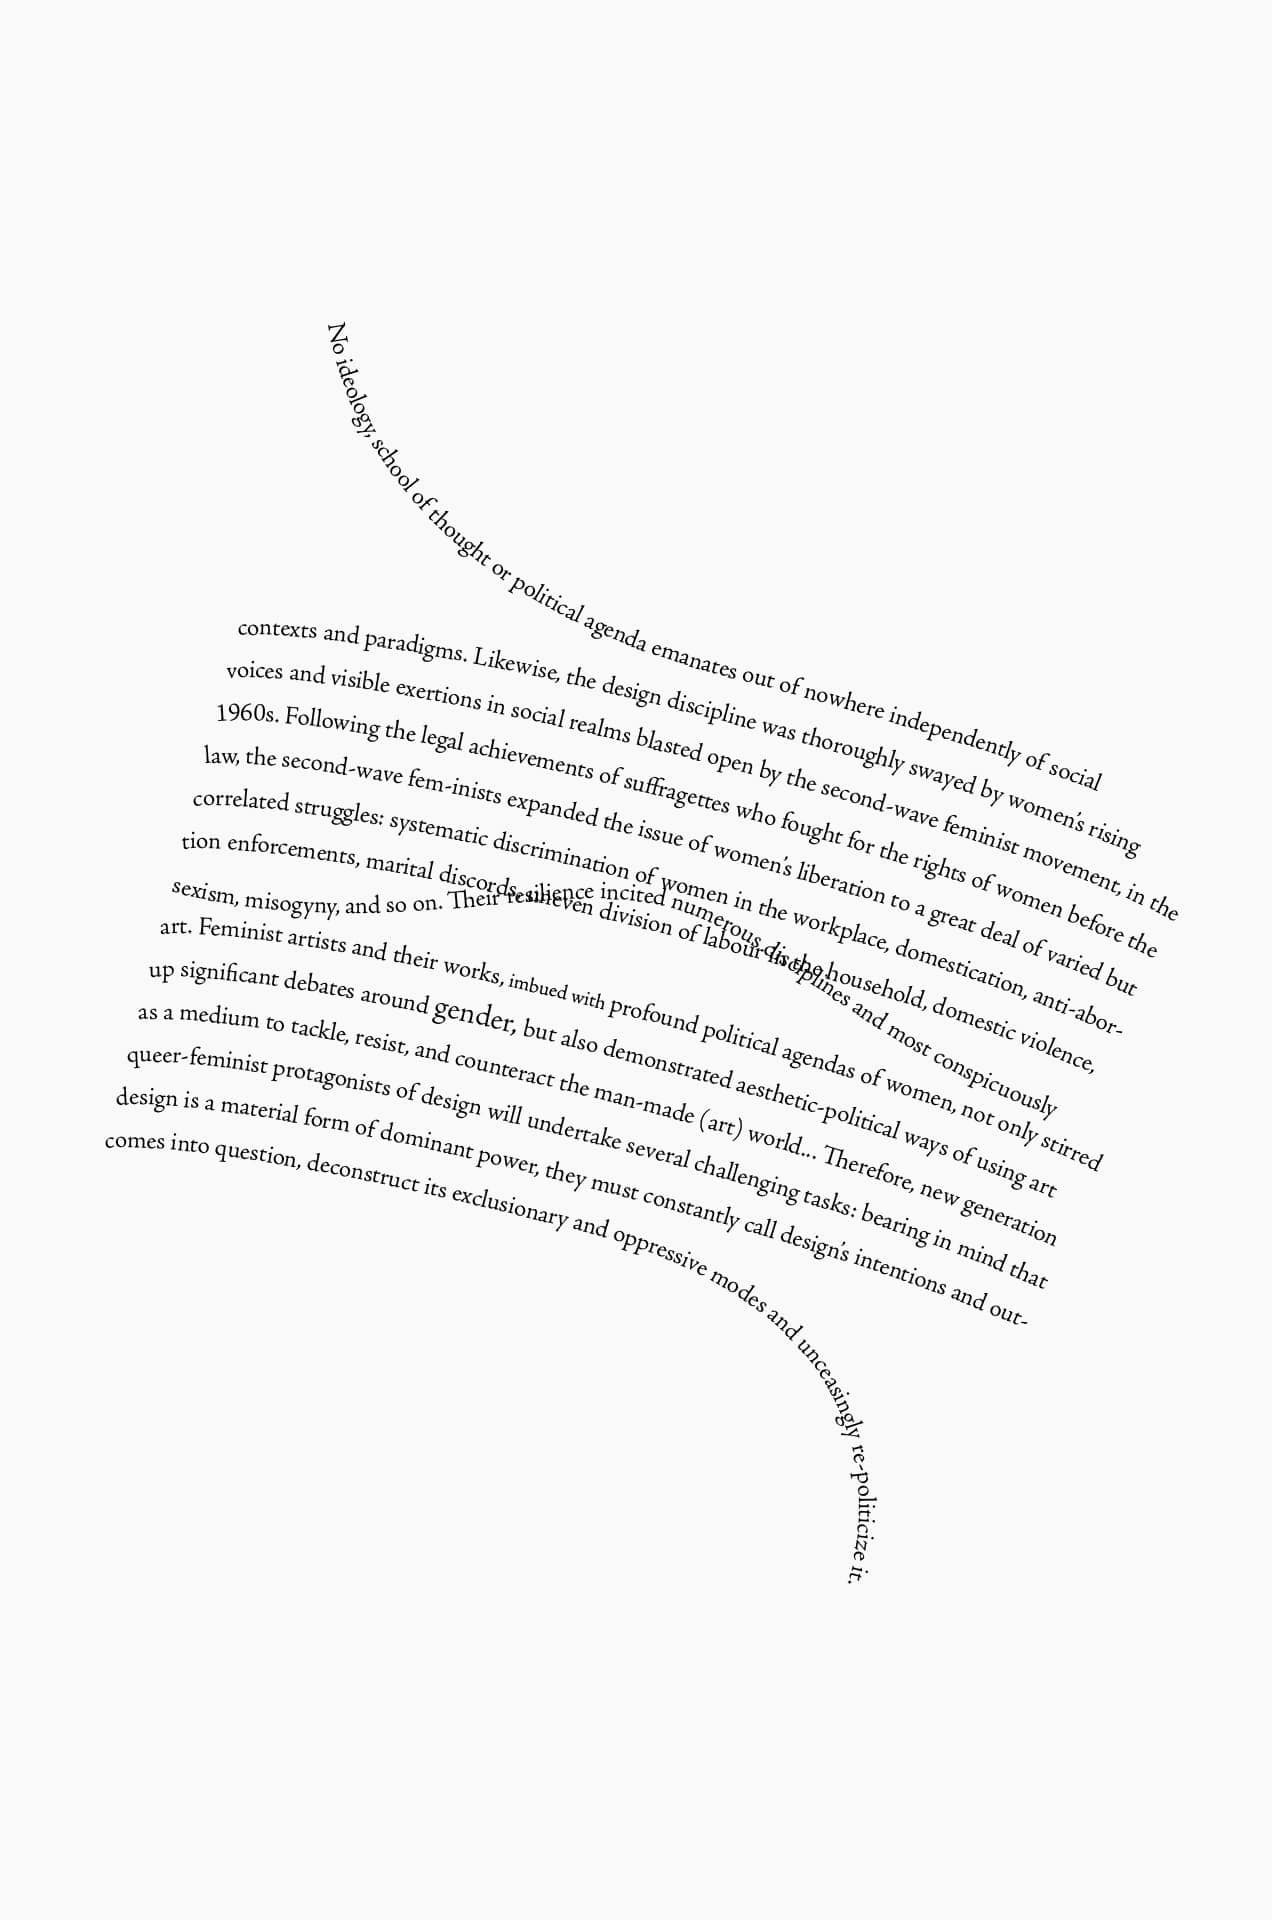 No ideology, school of thought or political agenda emanates out of nowhere independently of social
contexts and paradigms. Likewise, the design discipline was thoroughly swayed by women’s rising
voices and visible exertions in social realms blasted open by the second-wave feminist movement, in the
1960s. Following the legal achievements of suffragettes who fought for the rights of women before the
law, the second-wave fem-inists expanded the issue of women’s liberation to a great deal of varied but
correlated struggles: systematic discrimination of women in the workplace, domestication, anti-abor-
tion enforcements, marital discords, uneven division of labour in the household, domestic violence,
sexism, misogyny, and so on. Their resilience incited numerous disciplines and most conspicuously
art. Feminist artists and their works, imbued with profound political agendas of women, not only stirred
up significant debates around gender, but also demonstrated aesthetic-political ways of using art
as a medium to tackle, resist, and counteract the man-made (art) world... Therefore, new generation
queer-feminist protagonists of design will undertake several challenging tasks: bearing in mind that
design is a material form of dominant power, they must constantly call design’s intentions and out-
comes into question, deconstruct its exclusionary and oppressive modes and unceasingly re-politicize it.